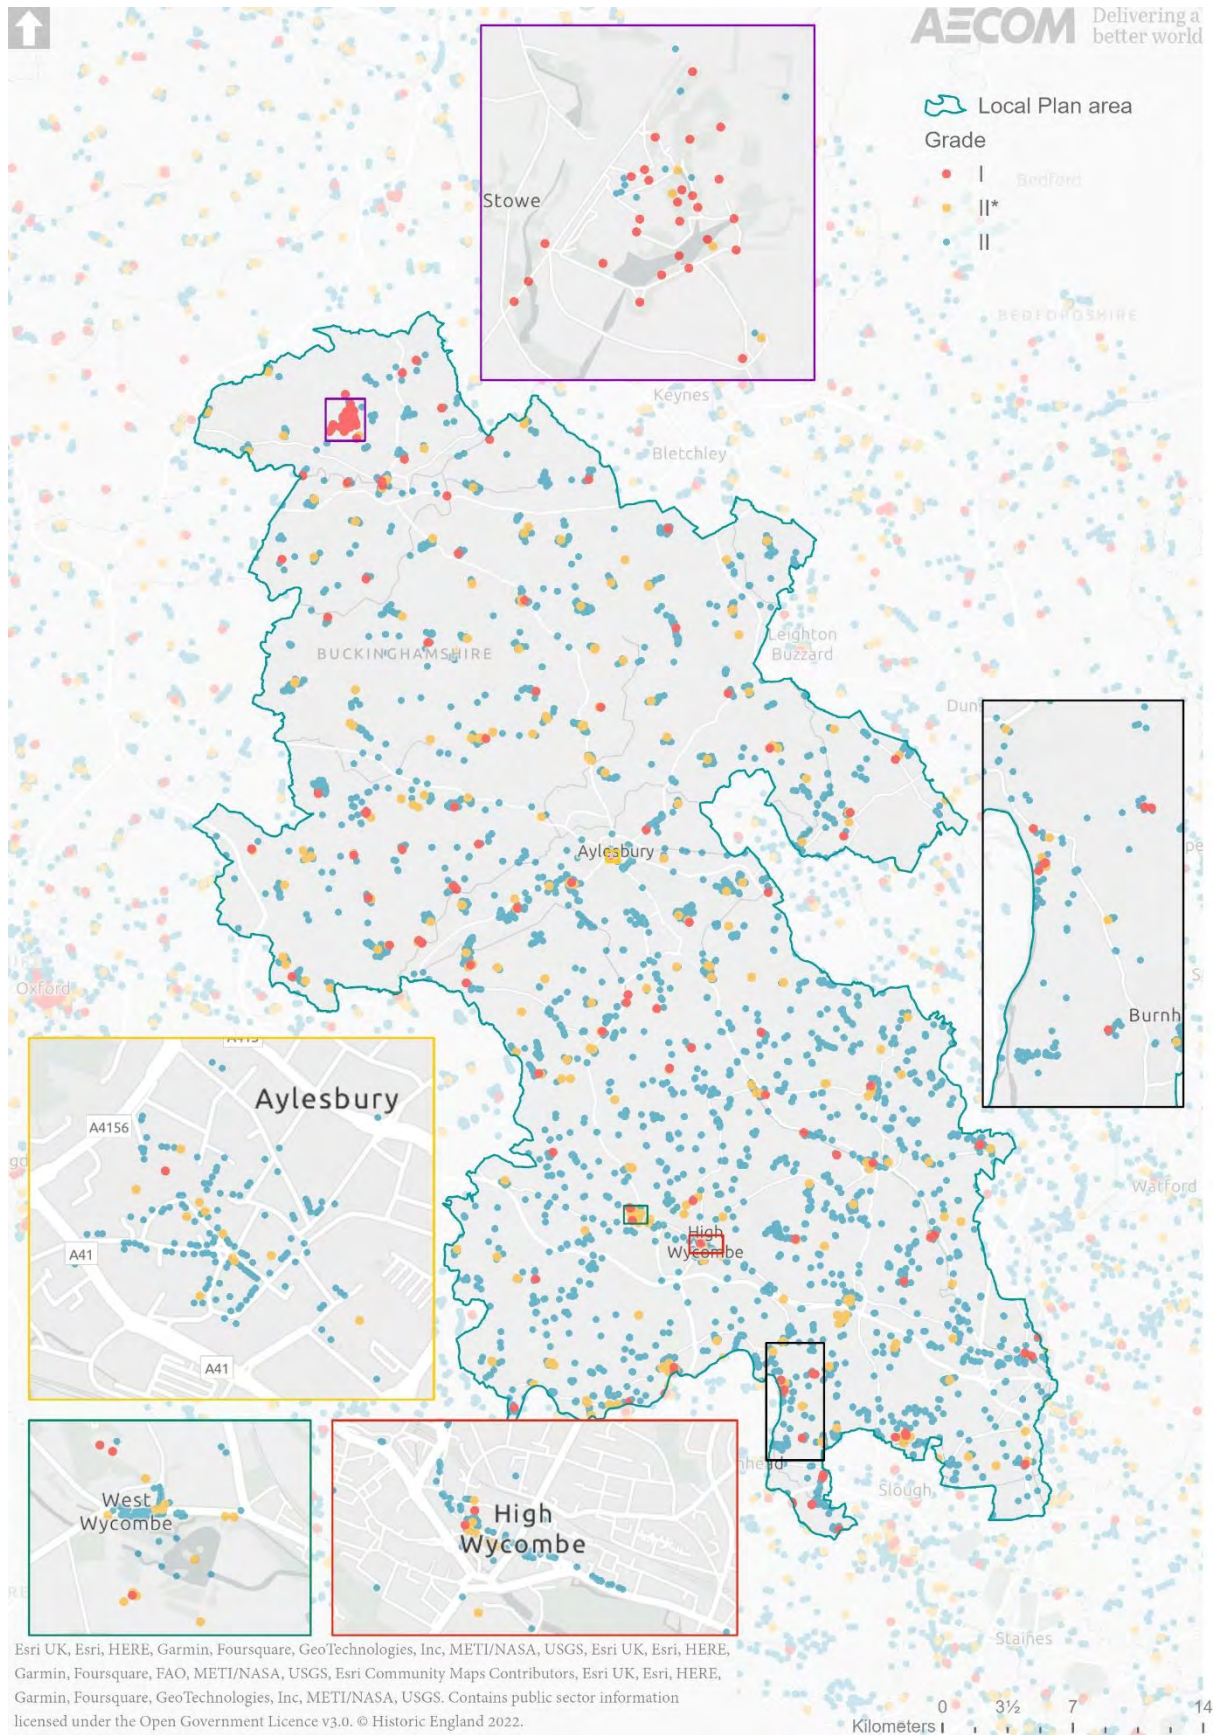 AECOM
Delivering a
better world
Local Plan area
Grade
I
II*
II
Bedford
BEDFORDSHIRE
Stowe
Keynes
Bletchley
Leighton
Buzzard
BUCKINGHAMSHIRE
Dun
Aylesbury
Oxford
Burnh
A413
Aylesbury
A4156
A41
A41
Watford
High
Wycombe
nhead
Slough
West
Wycombe
High
Wycombe
Staines
Esri UK, Esri, HERE, Garmin, Foursquare, GeoTechnologies, Inc, METI/NASA, USGS, Esri UK, Esri, HERE,
Garmin, Foursquare, FAO, METI/NASA, USGS, Esri Community Maps Contributors, Esri UK, Esri, HERE,
Garmin, Foursquare, GeoTechnologies, Inc, METI/NASA, USGS. Contains public sector information
licensed under the Open Government Licence v3.0. © Historic England 2022.
0 3½ 7 14
Kilometers